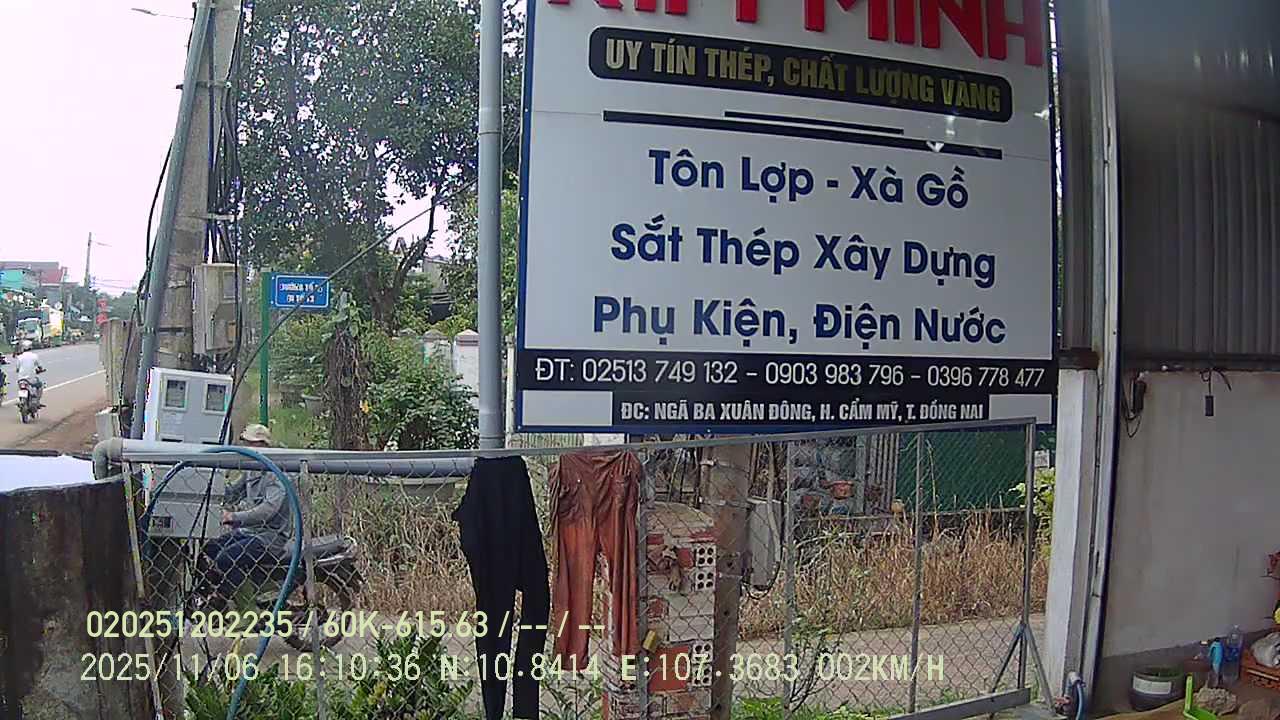 KIM MINH
UY TÍN THÉP, CHẤT LƯỢNG VÀNG
Tôn Lợp - Xà Gồ
Sắt Thép Xây Dựng
Phụ Kiện, Điện Nước
ĐT: 02513 749 132 - 0903 983 796 - 0396 778 477
ĐC: NGÃ BA XUÂN ĐÔNG, H. CẨM MỸ, T. ĐỒNG NAI
020251202235 / 60K-615.63 / -- / --
2025/11/06 16:10:36 N:10.8414 E:107.3683 002KM/H